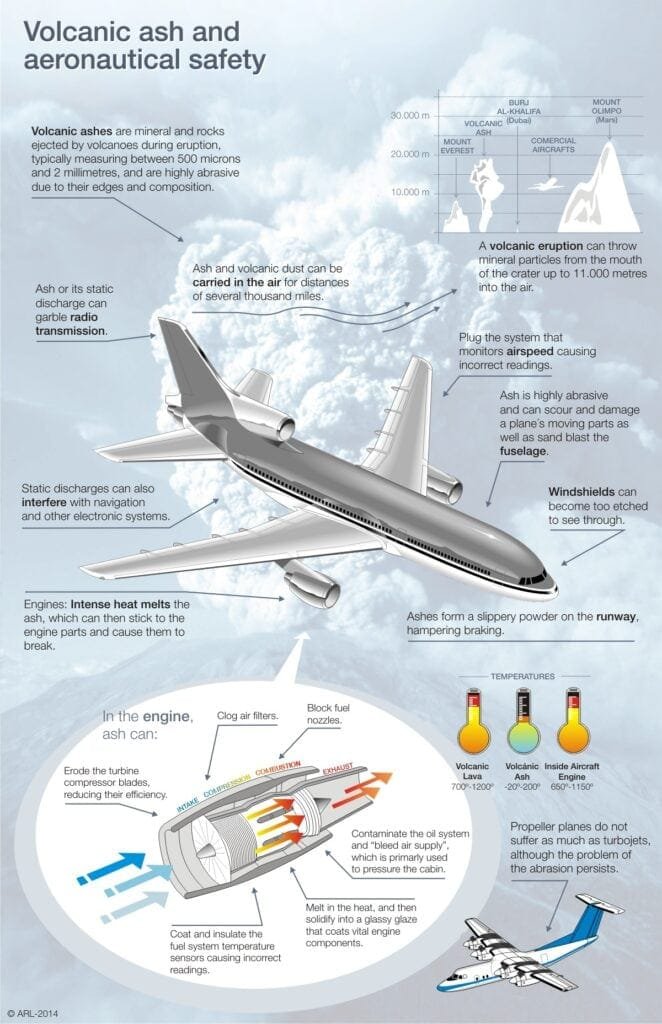 Volcanic ash and
aeronautical safety
Volcanic ashes are mineral and rocks
ejected by volcanoes during eruption,
typically measuring between 500 microns
and 2 millimetres, and are highly abrasive
due to their edges and composition.
30.000 m
20.000 m
10.000 m
MOUNT
EVEREST
VOLCANIC
ASH
BURJ
AL-KHALIFA
(Dubai)
COMERCIAL
AIRCRAFTS
MOUNT
OLIMPO
(Mars)
A volcanic eruption can throw
mineral particles from the mouth
of the crater up to 11.000 metres
into the air.
Ash and volcanic dust can be
carried in the air for distances
of several thousand miles.
Ash or its static
discharge can
garble radio
transmission.
Plug the system that
monitors airspeed causing
incorrect readings.
Ash is highly abrasive
and can scour and damage
a plane´s moving parts as
well as sand blast the
fuselage.
Static discharges can also
interfere with navigation
and other electronic systems.
Windshields can
become too etched
to see through.
Engines: Intense heat melts the
ash, which can then stick to the
engine parts and cause them to
break.
Ashes form a slippery powder on the runway,
hampering braking.
TEMPERATURES
Volcanic
Lava
700º-1200º
Volcánic
Ash
-20º-200º
Inside Aircraft
Engine
650º-1150º
In the engine,
ash can:
Clog air filters.
Block fuel
nozzles.
Erode the turbine
compressor blades,
reducing their efficiency.
INTAKE
COMPRESSION
COMBUSTION
EXHAUST
Contaminate the oil system
and “bleed air supply”,
which is primarly used
to pressure the cabin.
Melt in the heat, and then
solidify into a glassy glaze
that coats vital engine
components.
Coat and insulate the
fuel system temperature
sensors causing incorrect
readings.
Propeller planes do not
suffer as much as turbojets,
although the problem of
the abrasion persists.
© ARL-2014